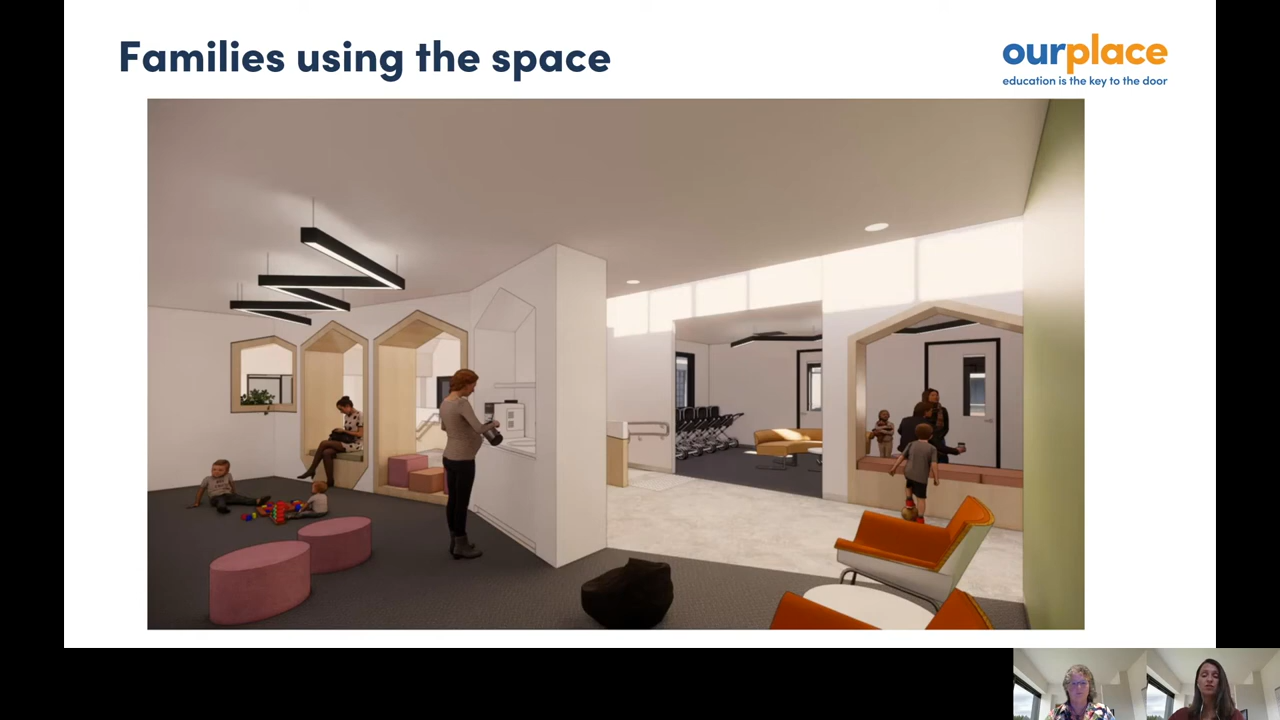 Families using the space
ourplace
education is the key to the door